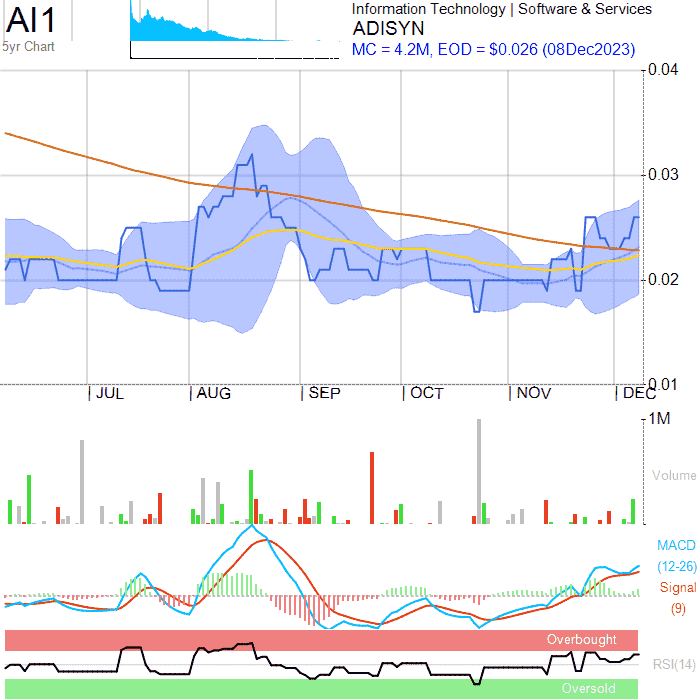 AI1
5yr Chart
Information Technology | Software & Services
ADISYN
MC = 4.2M, EOD = $0.026 (08Dec2023)
0.04
0.03
0.02
0.01
JUL AUG SEP OCT NOV DEC
1M
Volume
MACD
(12-26)
Signal
(9)
Overbought
RSI(14)
Oversold